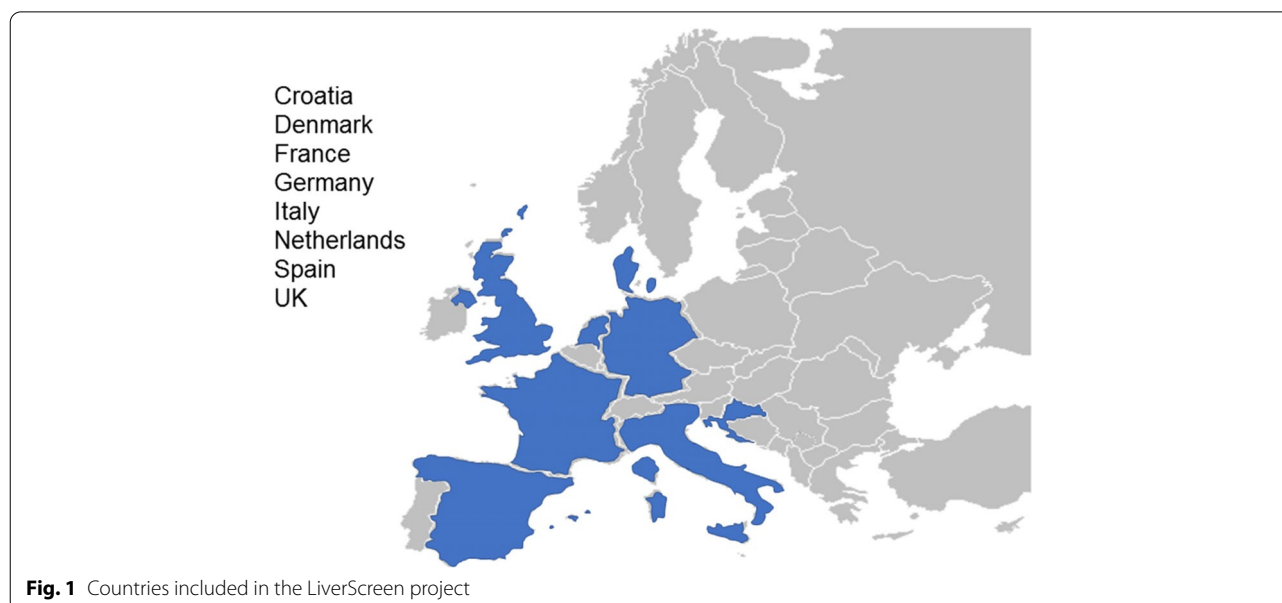 Croatia
Denmark
France
Germany
Italy
Netherlands
Spain
UK
Fig. 1 Countries included in the LiverScreen project